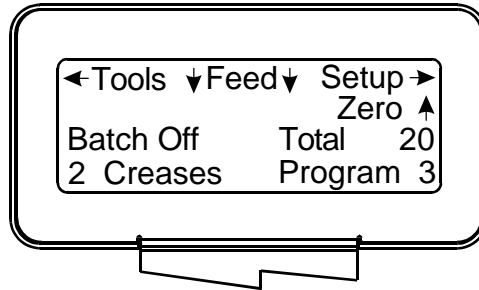 ←Tools ↓Feed↓ Setup→
Zero ↑
Batch Off Total 20
2 Creases Program 3